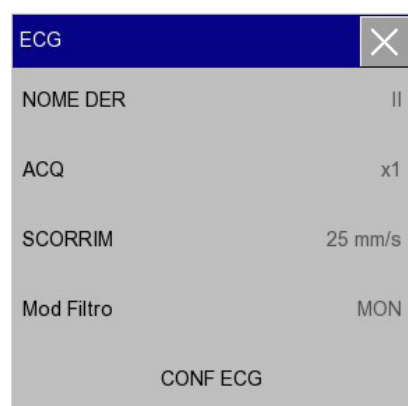 ECG
NOME DER II
ACQ x1
SCORRIM 25 mm/s
Mod Filtro MON
CONF ECG